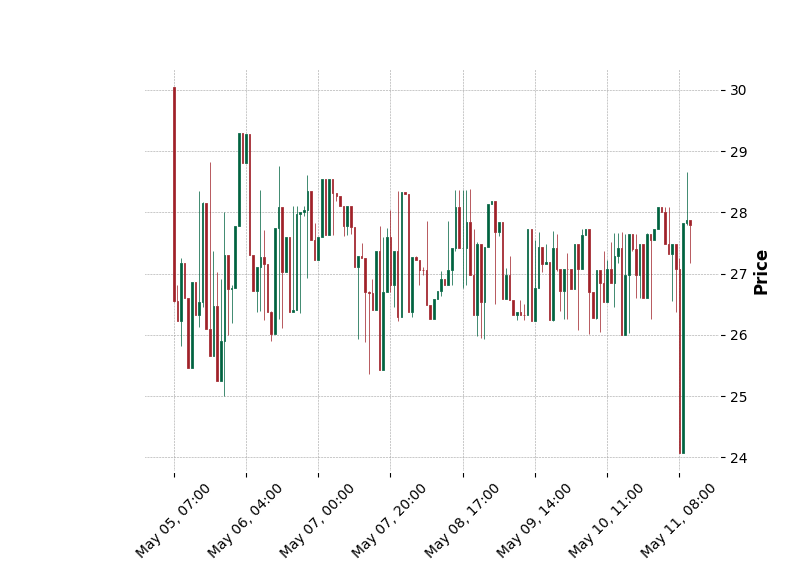 30
29
28
27
26
25
24
Price
May 05, 07:00
May 06, 04:00
May 07, 00:00
May 07, 20:00
May 08, 17:00
May 09, 14:00
May 10, 11:00
May 11, 08:00